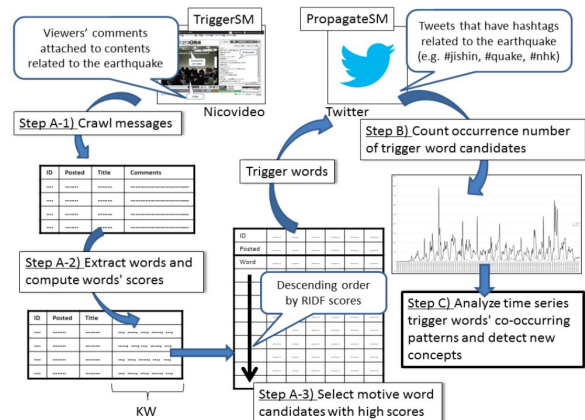 TriggerSM
PropagateSM
Viewers' comments
attached to contents
related to the earthquake
Tweets that have hashtags
related to the earthquake
(e.g. #jishin, #quake, #nhk)
Nicovideo
Twitter
Step A-1) Crawl messages
Step B) Count occurrence number
of trigger word candidates
Trigger words
ID Posted Title Comments
Step A-2) Extract words and
compute words' scores
ID
Posted
Word
Descending order
by RIDF scores
Step C) Analyze time series
trigger words' co-occurring
patterns and detect new
concepts
ID Posted Title
KW
Step A-3) Select motive word
candidates with high scores